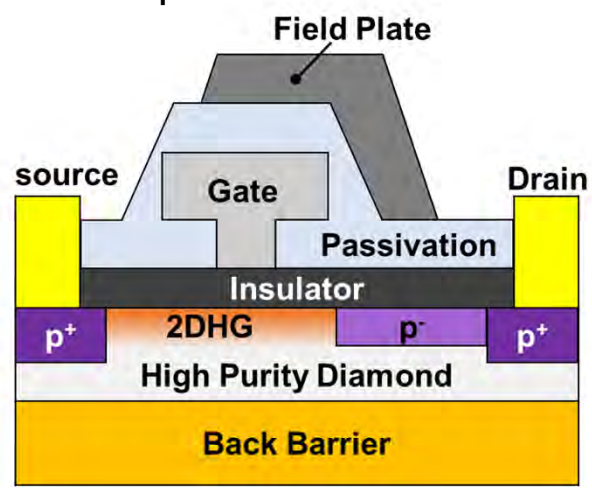 Field Plate
source
Drain
Gate
Passivation
Insulator
p⁺
2DHG
p⁻
p⁺
High Purity Diamond
Back Barrier